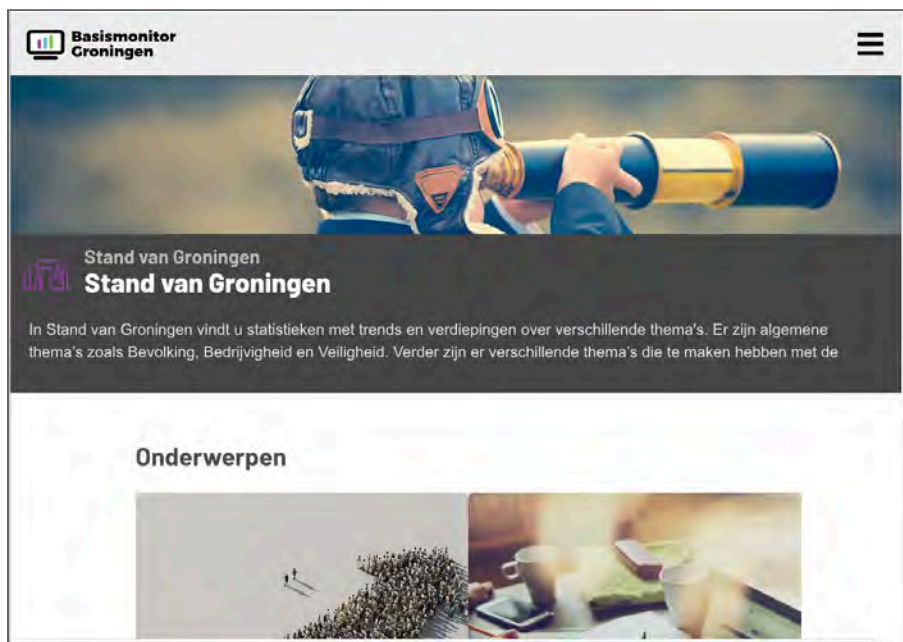 Basismonitor
Groningen
Stand van Groningen
Stand van Groningen
In Stand van Groningen vindt u statistieken met trends en verdiepingen over verschillende thema's. Er zijn algemene
thema's zoals Bevolking, Bedrijvigheid en Veiligheid. Verder zijn er verschillende thema's die te maken hebben met de
Onderwerpen